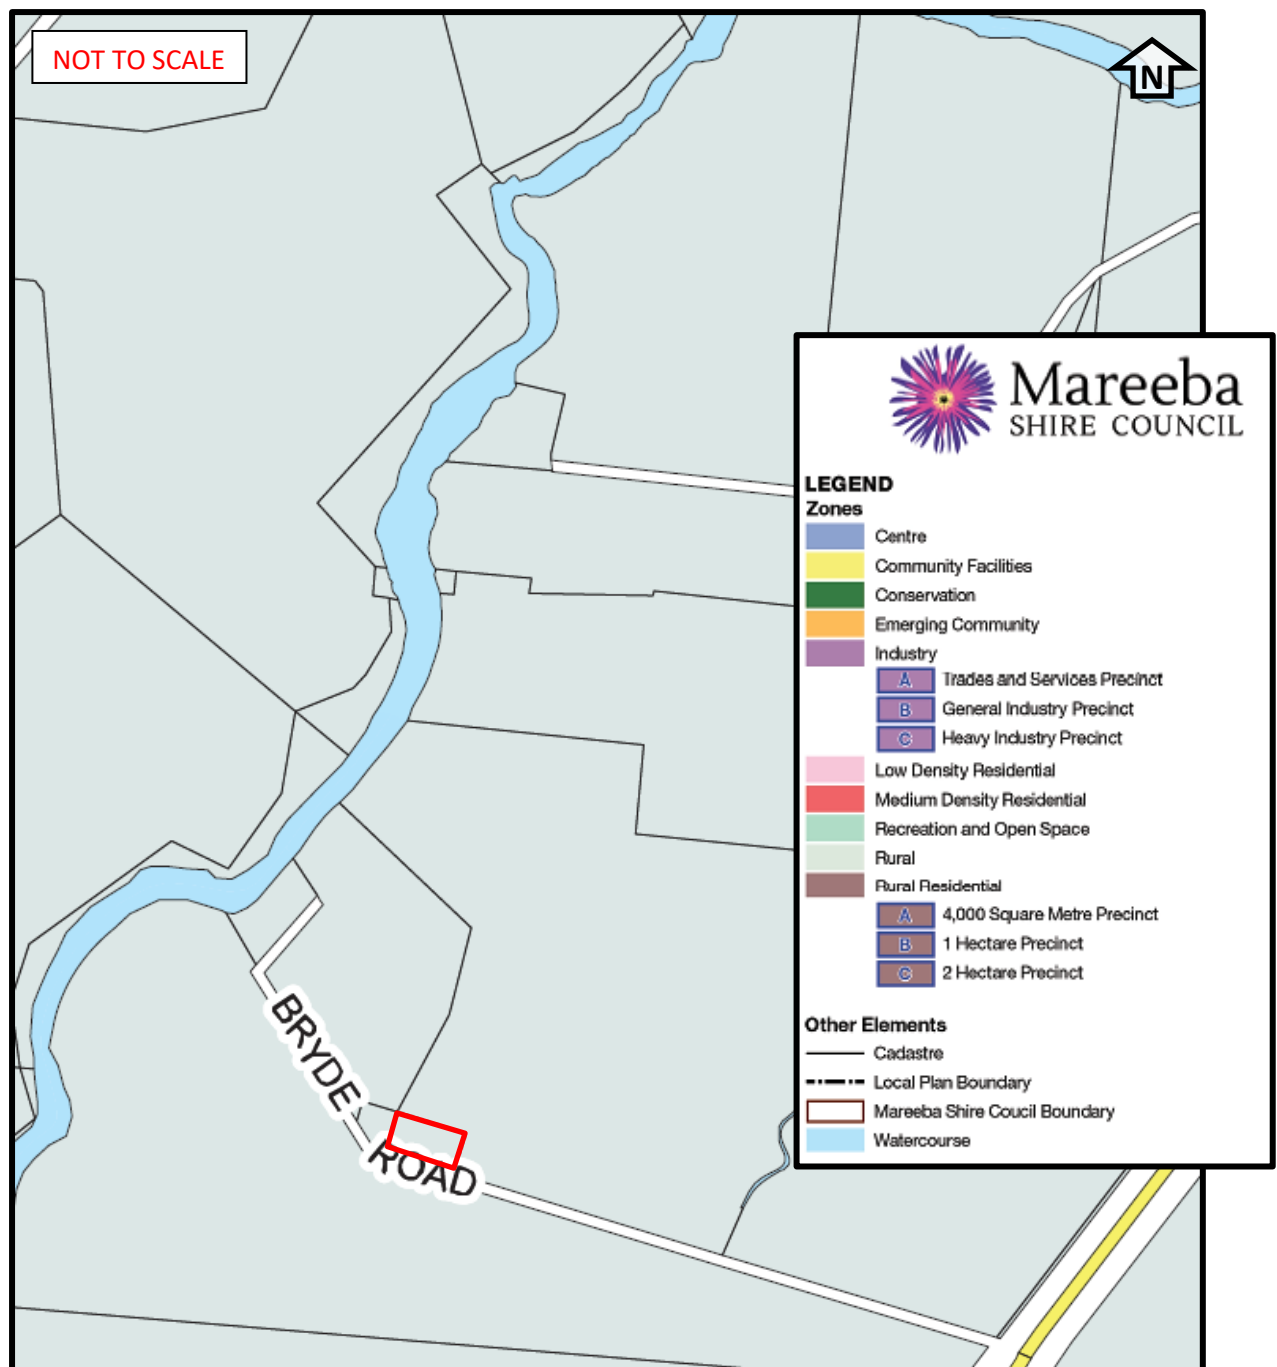 NOT TO SCALE
N
Mareeba
SHIRE COUNCIL
LEGEND
Zones
Centre
Community Facilities
Conservation
Emerging Community
Industry
A Trades and Services Precinct
B General Industry Precinct
C Heavy Industry Precinct
Low Density Residential
Medium Density Residential
Recreation and Open Space
Rural
Rural Residential
A 4,000 Square Metre Precinct
B 1 Hectare Precinct
C 2 Hectare Precinct
Other Elements
Cadastre
Local Plan Boundary
Mareeba Shire Coucil Boundary
Watercourse
BRYDE
ROAD